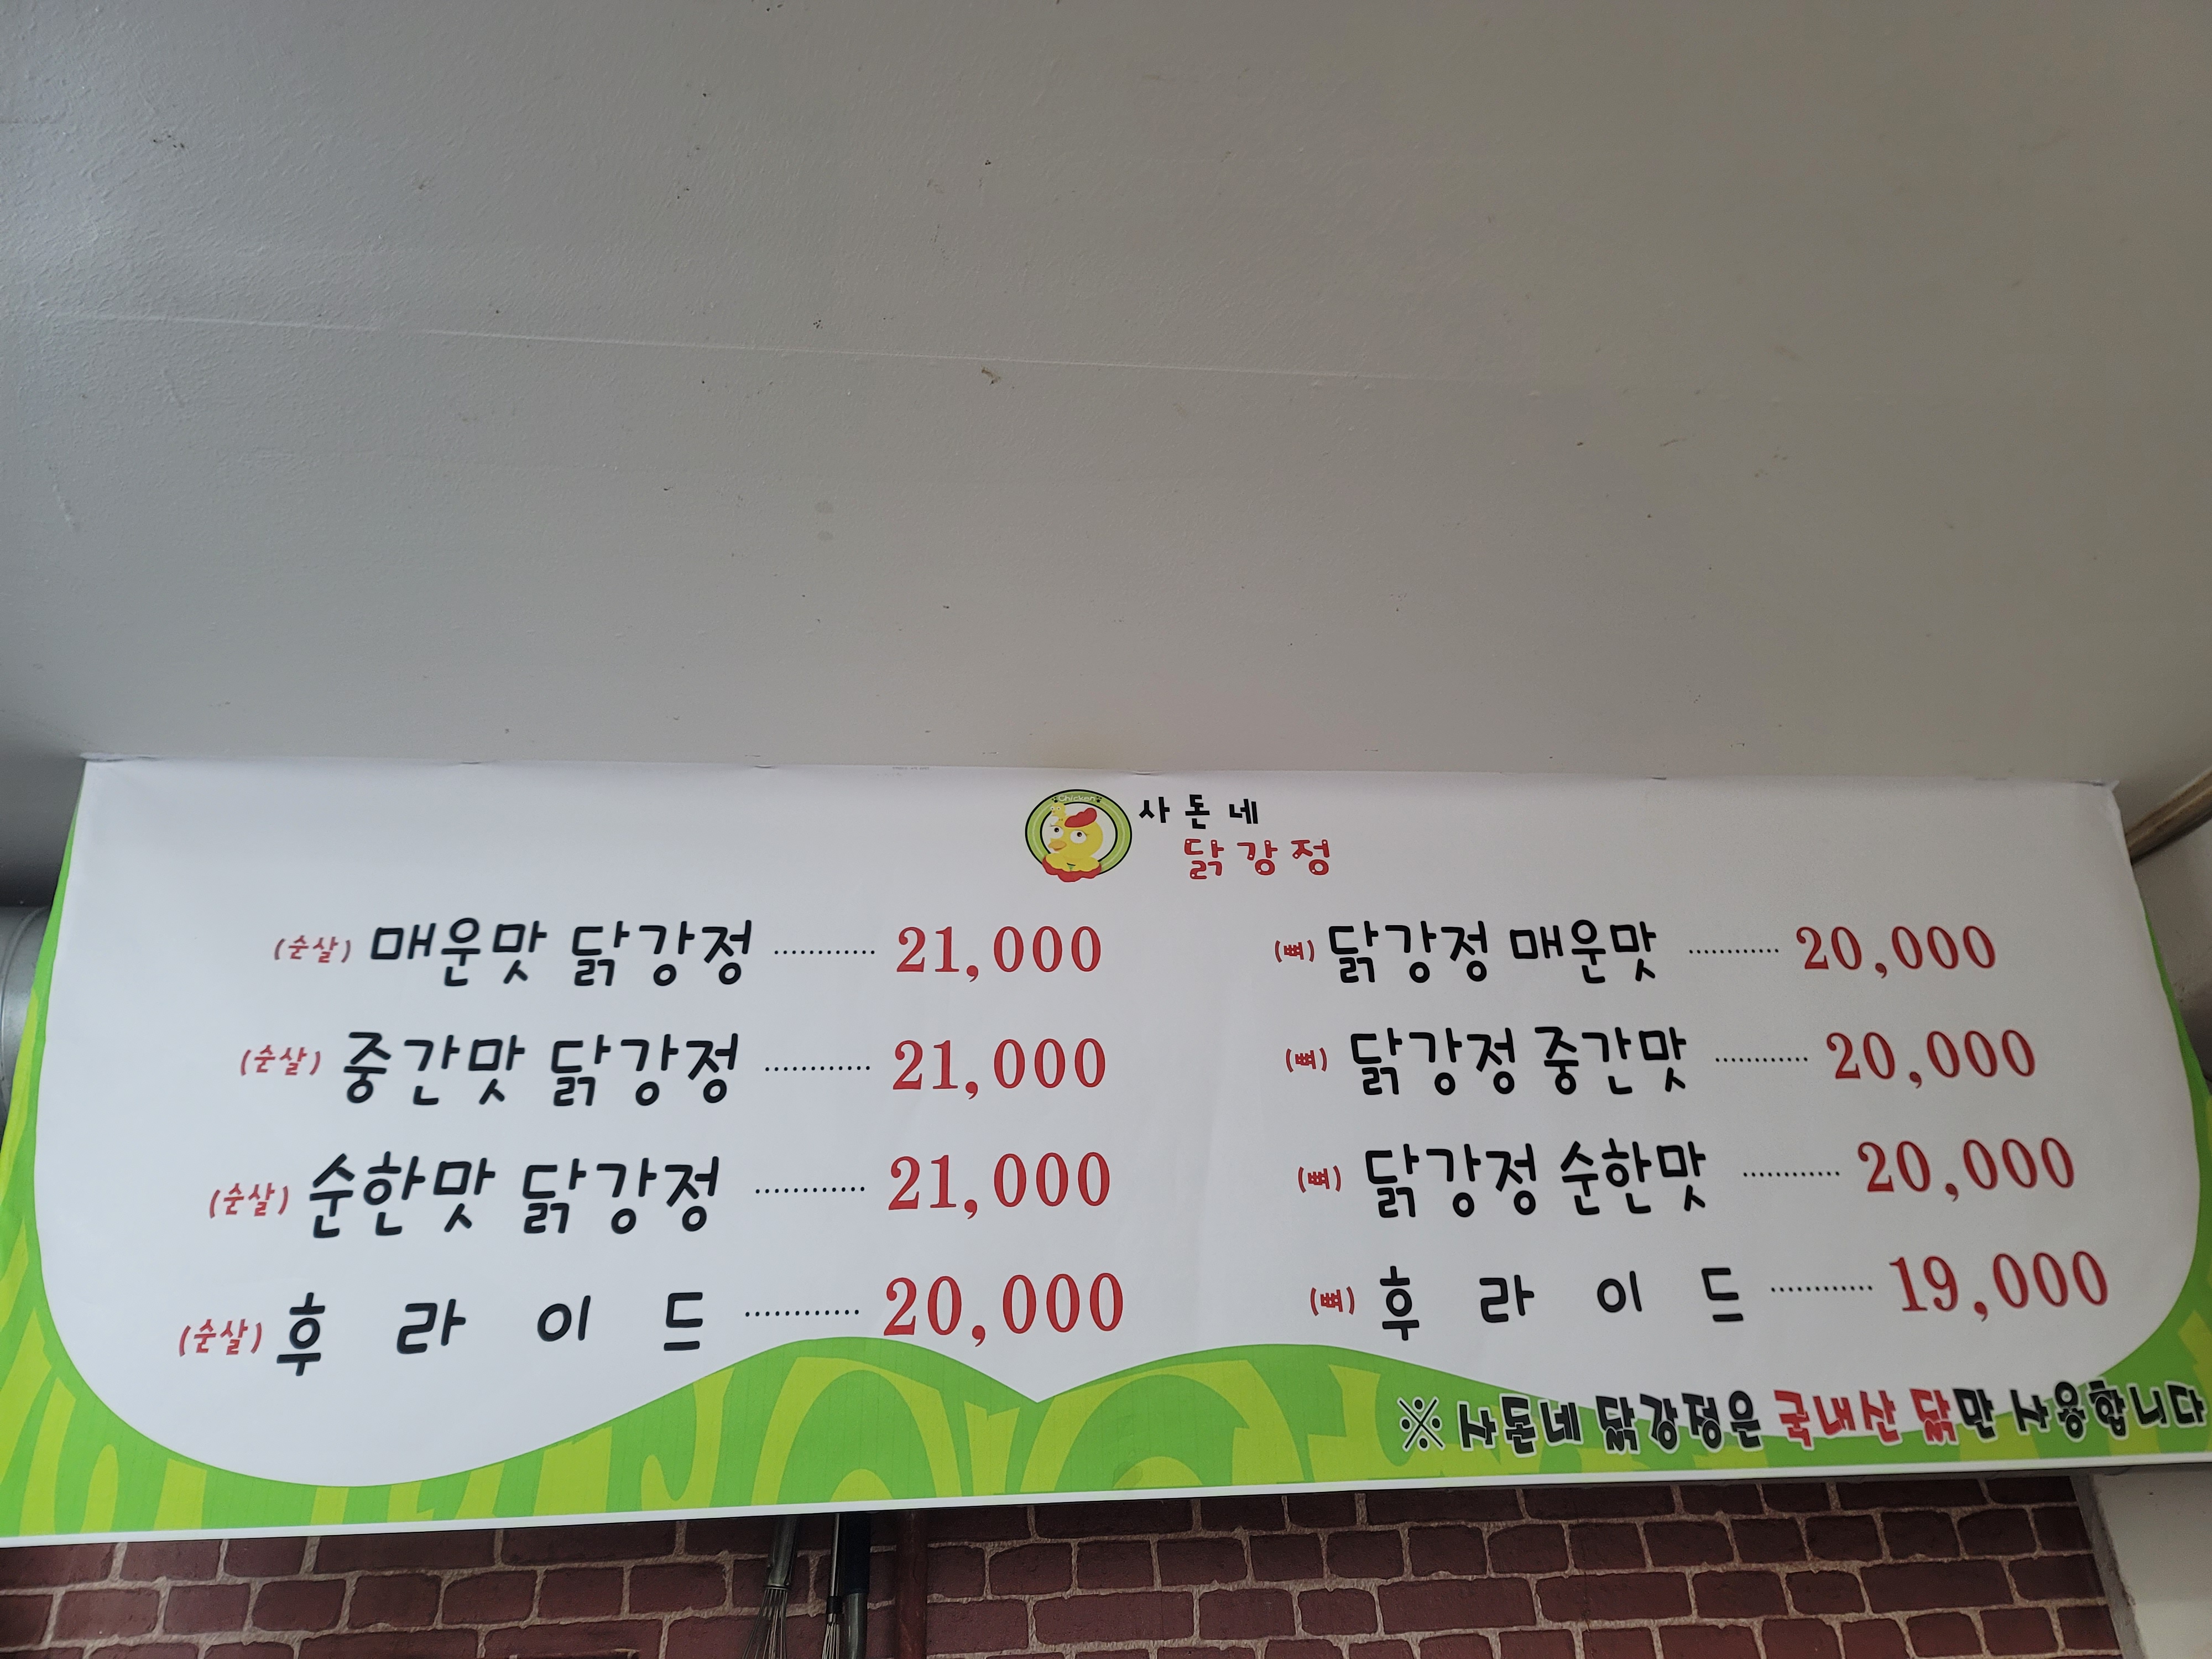 Chicken
사돈네
닭강정
(순살) 매운맛 닭강정 ············ 21,000
(순살) 중간맛 닭강정 ············ 21,000
(순살) 순한맛 닭강정 ············ 21,000
(순살) 후 라 이 드 ············ 20,000
(뼈) 닭강정 매운맛 ············ 20,000
(뼈) 닭강정 중간맛 ············ 20,000
(뼈) 닭강정 순한맛 ············ 20,000
(뼈) 후 라 이 드 ············ 19,000
※ 사돈네 닭강정은 국내산 닭만 사용합니다